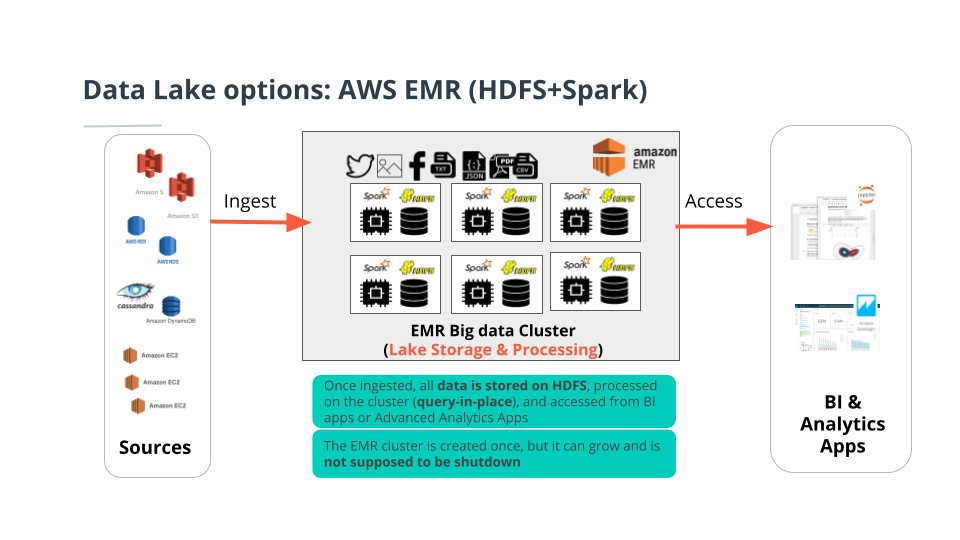 Data Lake options: AWS EMR (HDFS+Spark)
Amazon S
Amazon S3
AWS RDS
AWS RDS
cassandra
Amazon DynamoDB
Amazon EC2
Amazon EC2
Amazon EC2
Sources
Ingest
TXT
JSON
PDF
CSV
amazon
EMR
Spark HDFS
Spark HDFS
Spark HDFS
Spark HDFS
Spark HDFS
Spark HDFS
EMR Big data Cluster
(Lake Storage & Processing)
Once ingested, all data is stored on HDFS, processed
on the cluster (query-in-place), and accessed from BI
apps or Advanced Analytics Apps
The EMR cluster is created once, but it can grow and is
not supposed to be shutdown
Access
jupyter
Amazon
QuickSight
BI &
Analytics
Apps